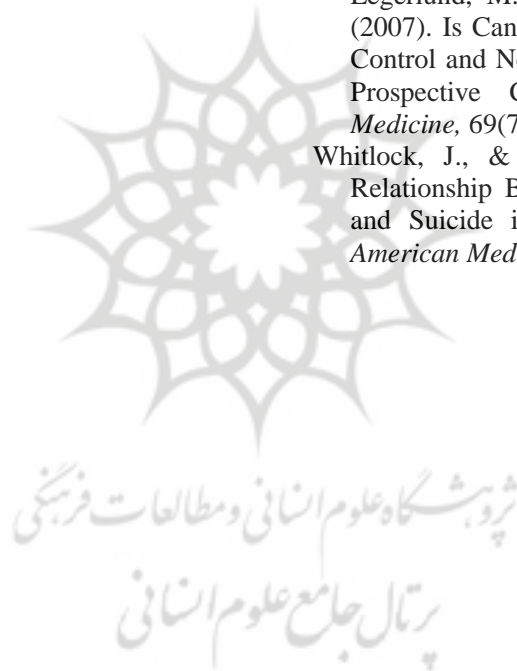 (2007). Is Can
Control and Ne
Prospective C
Medicine, 69(7
Whitlock, J., &
Relationship B
and Suicide i
American Med
پژوهشگاه علوم انسانی و مطالعات فرهنگی
پرتال جامع علوم انسانی